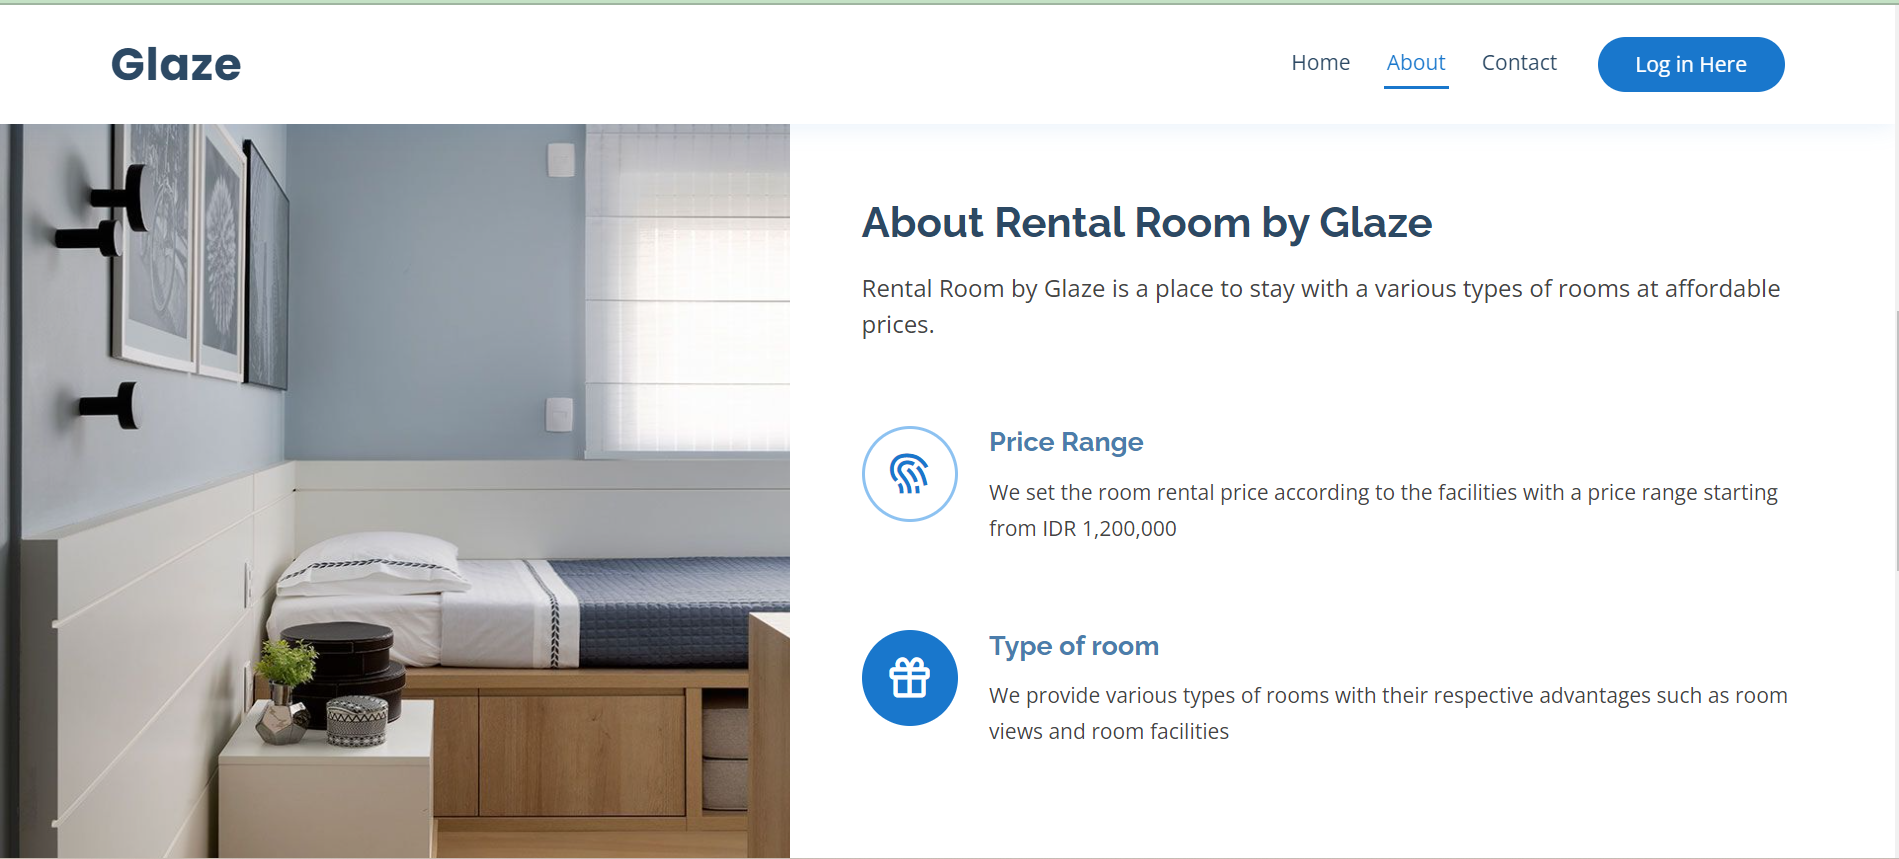 Glaze
Home
About
Contact
Log in Here
About Rental Room by Glaze
Rental Room by Glaze is a place to stay with a various types of rooms at affordable
prices.
Price Range
We set the room rental price according to the facilities with a price range starting
from IDR 1,200,000
Type of room
We provide various types of rooms with their respective advantages such as room
views and room facilities